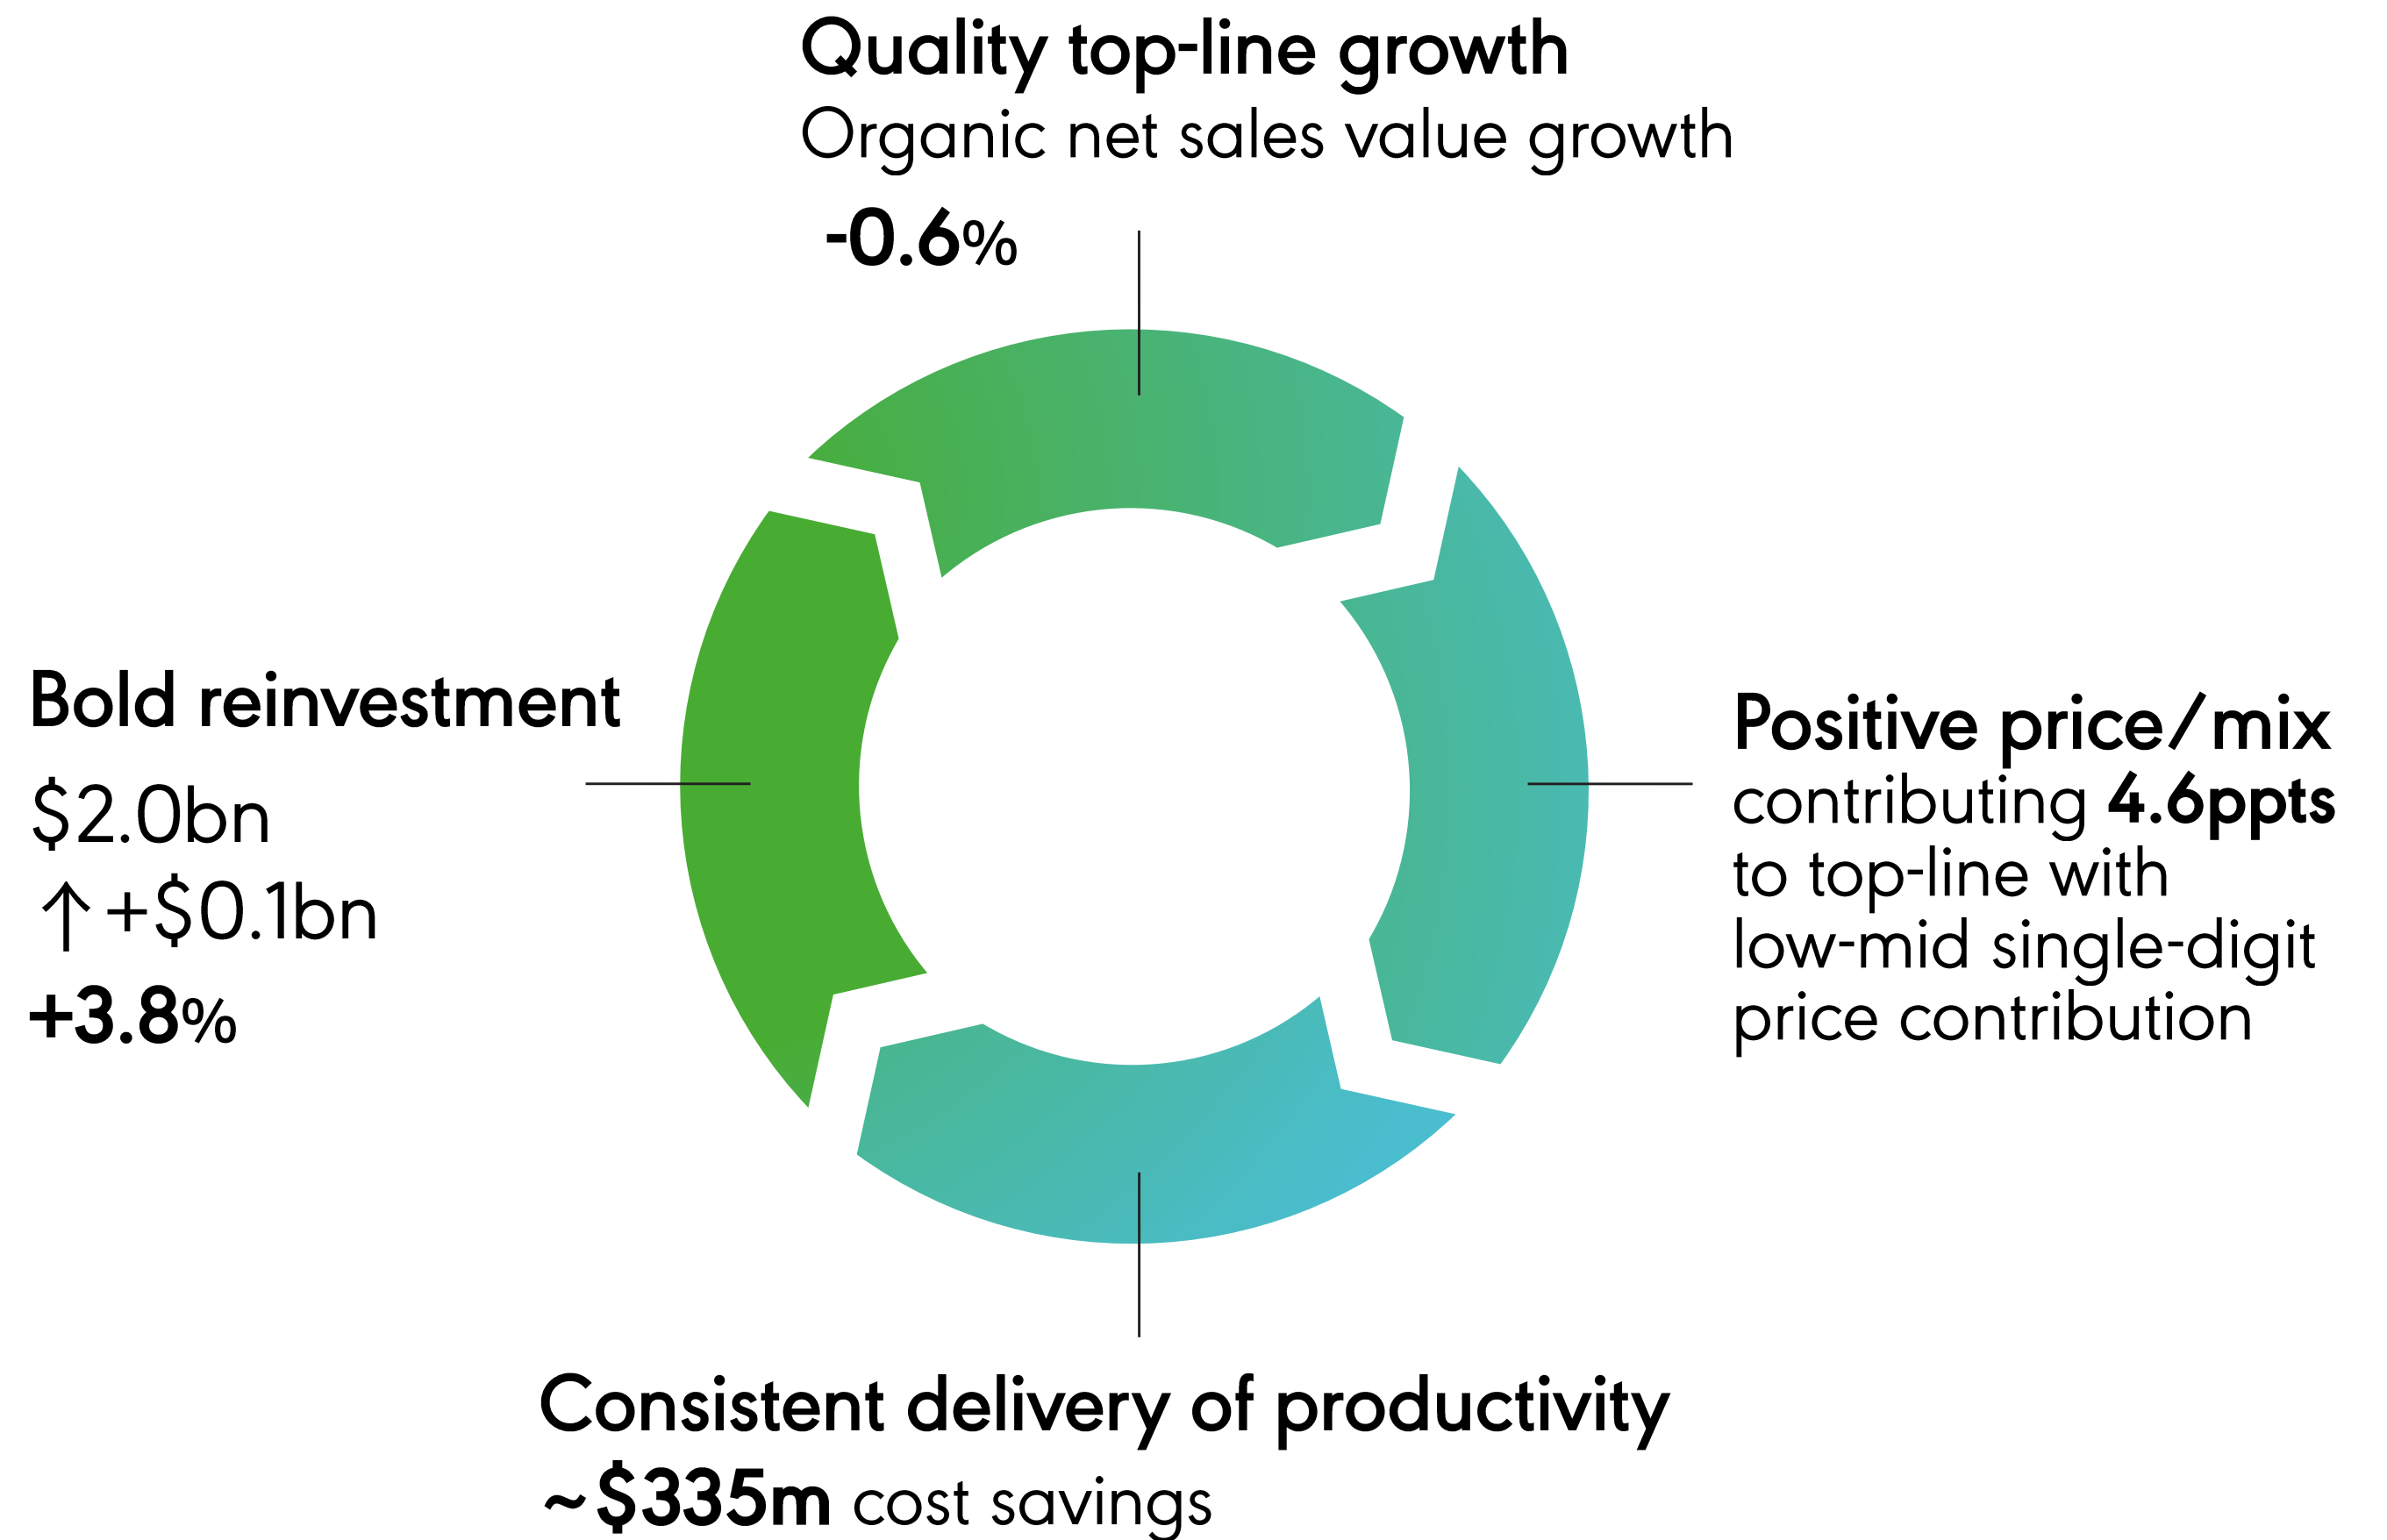 Quality top-line growth
Organic net sales value growth
-0.6%
Bold reinvestment
$2.0bn
↑+$0.1bn
+3.8%
Positive price/mix
contributing 4.6ppts
to top-line with
low-mid single-digit
price contribution
Consistent delivery of productivity
~$335m cost savings